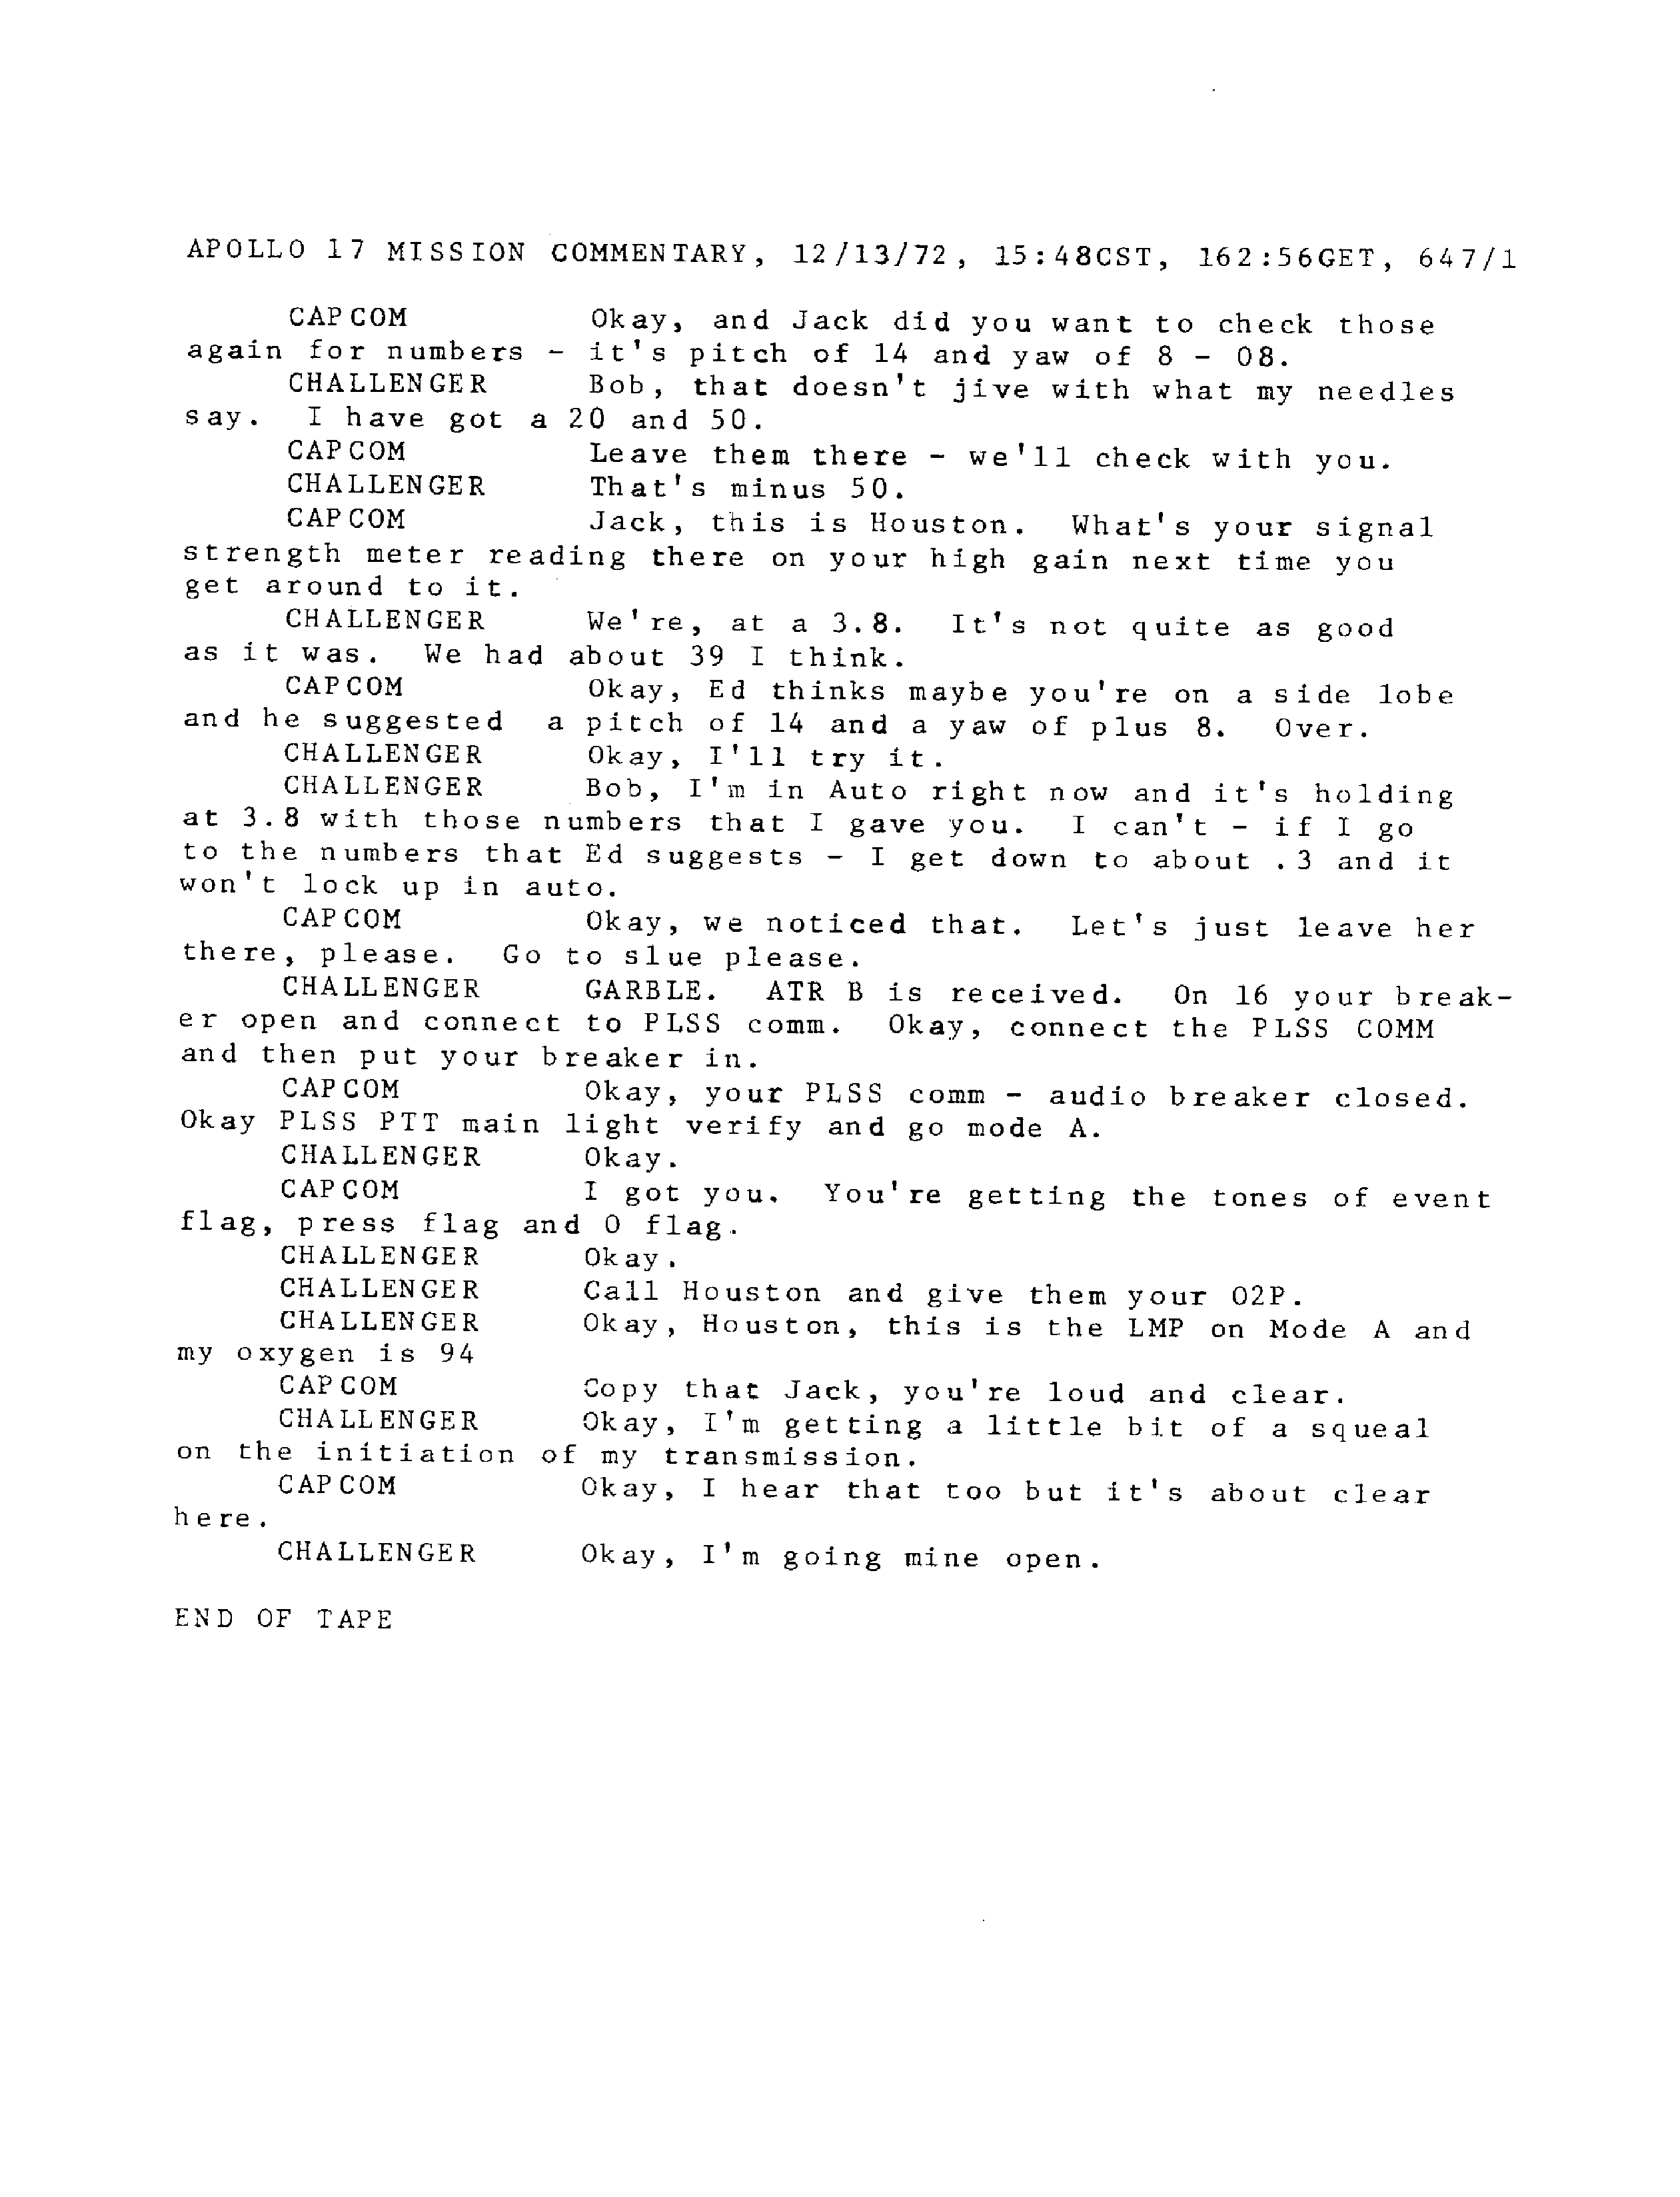 APOLLO 17 MISSION COMMENTARY, 12/13/72, 15:48CST, 162:56GET, 647/1
CAPCOM Okay, and Jack did you want to check those
again for numbers - it's pitch of 14 and yaw of 8 - 08.
CHALLENGER Bob, that doesn't jive with what my needles
say. I have got a 20 and 50.
CAPCOM Leave them there - we'll check with you.
CHALLENGER That's minus 50.
CAPCOM Jack, this is Houston. What's your signal
strength meter reading there on your high gain next time you
get around to it.
CHALLENGER We're, at a 3.8. It's not quite as good
as it was. We had about 39 I think.
CAPCOM Okay, Ed thinks maybe you're on a side lobe
and he suggested a pitch of 14 and a yaw of plus 8. Over.
CHALLENGER Okay, I'll try it.
CHALLENGER Bob, I'm in Auto right now and it's holding
at 3.8 with those numbers that I gave you. I can't - if I go
to the numbers that Ed suggests - I get down to about .3 and it
won't lock up in auto.
CAPCOM Okay, we noticed that. Let's just leave her
there, please. Go to slue please.
CHALLENGER GARBLE. ATR B is received. On 16 your break-
er open and connect to PLSS comm. Okay, connect the PLSS COMM
and then put your breaker in.
CAPCOM Okay, your PLSS comm - audio breaker closed.
Okay PLSS PTT main light verify and go mode A.
CHALLENGER Okay.
CAPCOM I got you. You're getting the tones of event
flag, press flag and O flag.
CHALLENGER Okay.
CHALLENGER Call Houston and give them your O2P.
CHALLENGER Okay, Houston, this is the LMP on Mode A and
my oxygen is 94
CAPCOM Copy that Jack, you're loud and clear.
CHALLENGER Okay, I'm getting a little bit of a squeal
on the initiation of my transmission.
CAPCOM Okay, I hear that too but it's about clear
here.
CHALLENGER Okay, I'm going mine open.
END OF TAPE